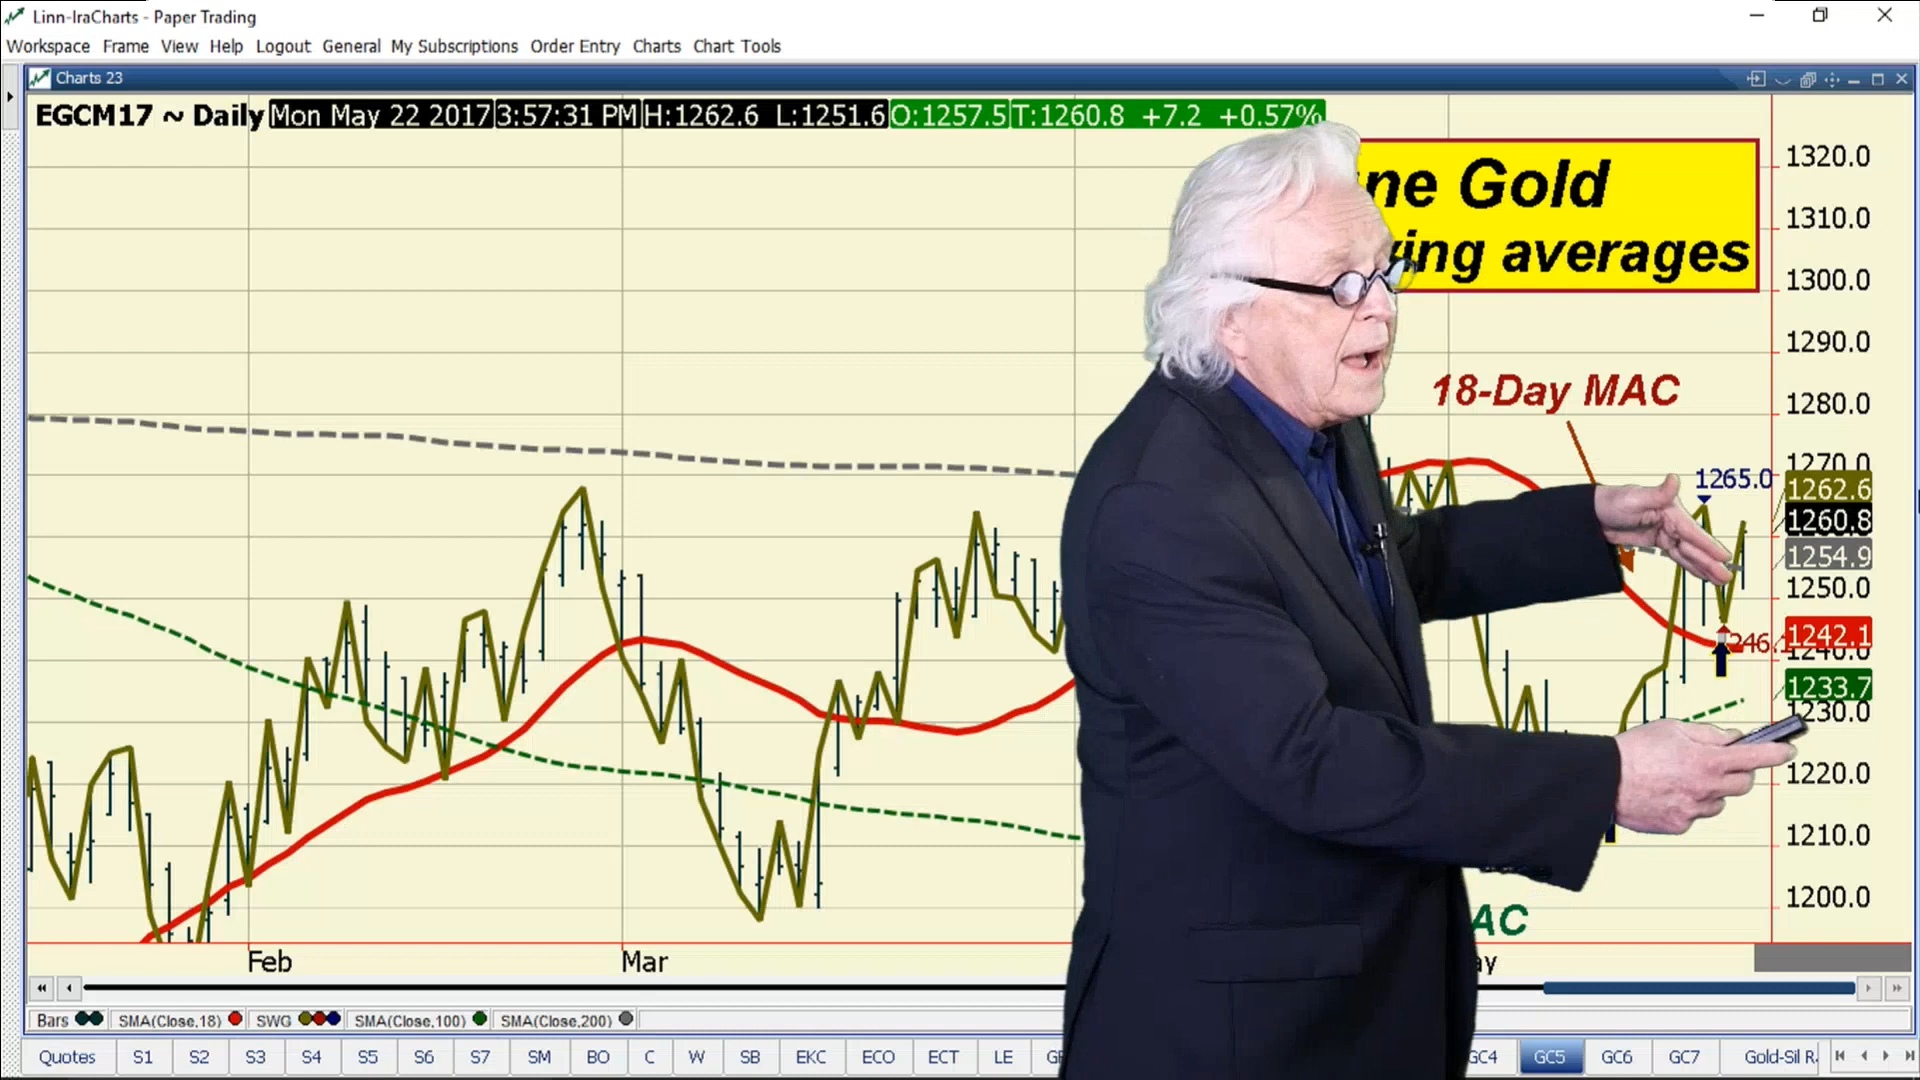 Linn-IraCharts - Paper Trading
Workspace Frame View Help Logout General My Subscriptions Order Entry Charts Chart Tools
Charts 23
EGCM17 ~ Daily Mon May 22 2017 3:57:31 PM H:1262.6 L:1251.6 O:1257.5 T:1260.8 +7.2 +0.57%
ne Gold
ving averages
18-Day MAC
1265.0
AC
1320.0
1310.0
1300.0
1290.0
1280.0
1270.0
1262.6
1260.8
1254.9
1250.0
1242.1
1240.0
1233.7
1230.0
1220.0
1210.0
1200.0
Feb Mar ay
Bars SMA(Close,18) SWG SMA(Close,100) SMA(Close,200)
Quotes S1 S2 S3 S4 S5 S6 S7 SM BO C W SB EKC ECO ECT LE GC4 GC5 GC6 GC7 Gold-Sil R